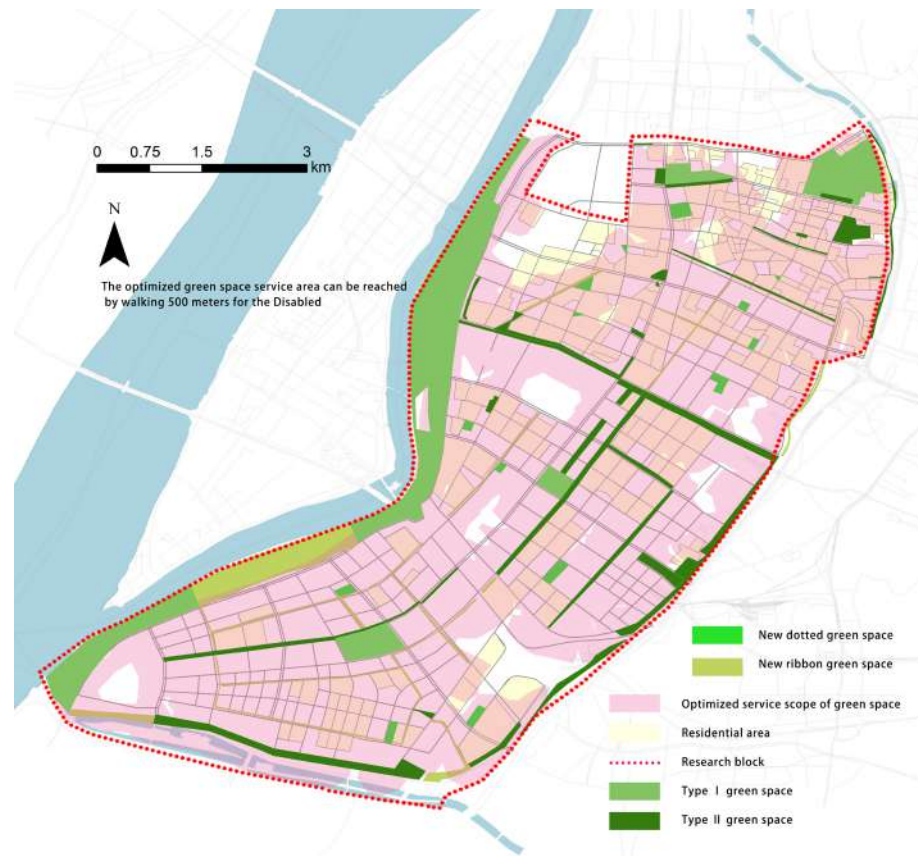 0 0.75 1.5 3
km
N
The optimized green space service area can be reached
by walking 500 meters for the Disabled
New dotted green space
New ribbon green space
Optimized service scope of green space
Residential area
Research block
Type Ⅰ green space
Type Ⅱ green space